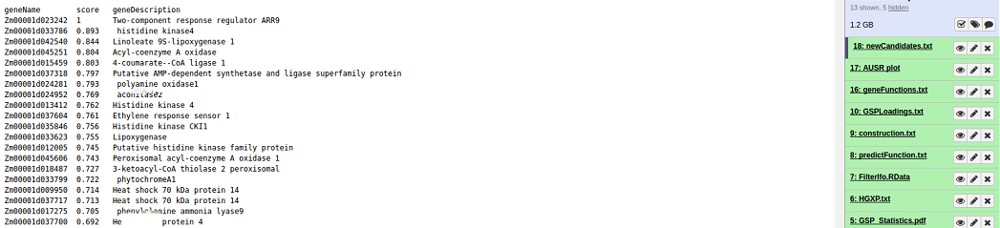 geneName score geneDescription
Zm00001d023242 1 Two-component response regulator ARR9
Zm00001d033786 0.893 histidine kinase4
Zm00001d042540 0.844 Linoleate 9S-lipoxygenase 1
Zm00001d045251 0.804 Acyl-coenzyme A oxidase
Zm00001d015459 0.803 4-coumarate--CoA ligase 1
Zm00001d037318 0.797 Putative AMP-dependent synthetase and ligase superfamily protein
Zm00001d024281 0.793 polyamine oxidase1
Zm00001d024952 0.769
Zm00001d013412 0.762 Histidine kinase 4
Zm00001d037604 0.761 Ethylene response sensor 1
Zm00001d035846 0.756 Histidine kinase CKI1
Zm00001d033623 0.755 Lipoxygenase
Zm00001d012005 0.745 Putative histidine kinase family protein
Zm00001d045606 0.743 Peroxisomal acyl-coenzyme A oxidase 1
Zm00001d018487 0.727 3-ketoacyl-CoA thiolase 2 peroxisomal
Zm00001d033799 0.722 phytochromeA1
Zm00001d009950 0.714 Heat shock 70 kDa protein 14
Zm00001d037717 0.713 Heat shock 70 kDa protein 14
Zm00001d017275 0.705 ammonia lyase9
Zm00001d037700 0.692 He protein 4
13 shown, 5 hidden
1.2 GB
18: newCandidates.txt
17: AUSR plot
16: geneFunctions.txt
10: GSPLoadings.txt
9: construction.txt
8: predictFunction.txt
7: FilterIfo.RData
6: HGXP.txt
5: GSP_Statistics.pdf